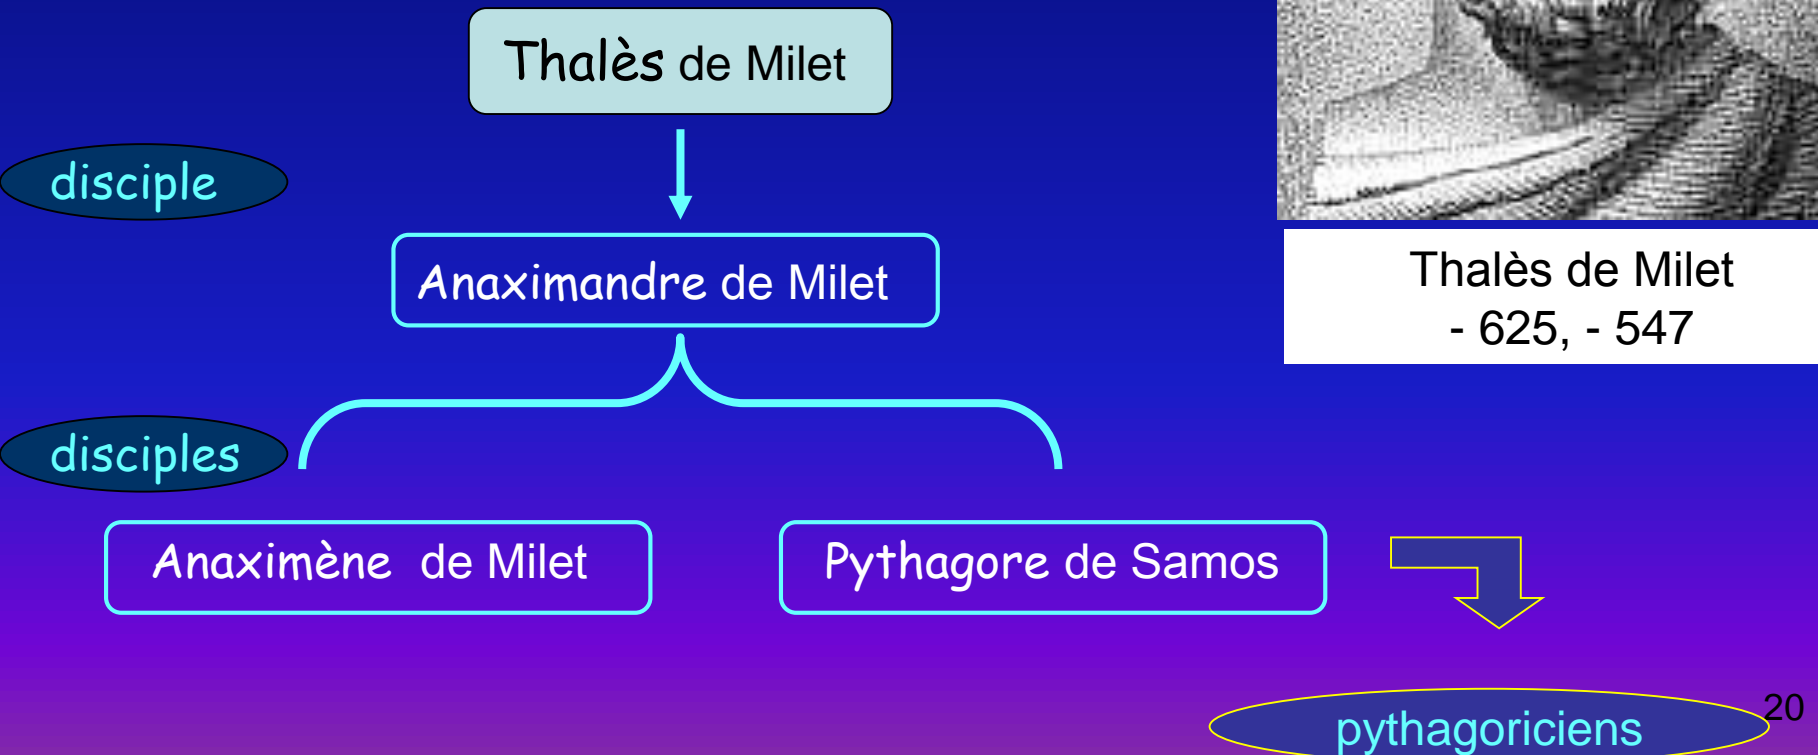 Thalès de Milet
disciple
Anaximandre de Milet
Thalès de Milet
- 625, - 547
disciples
Anaximène de Milet
Pythagore de Samos
pythagoriciens
20